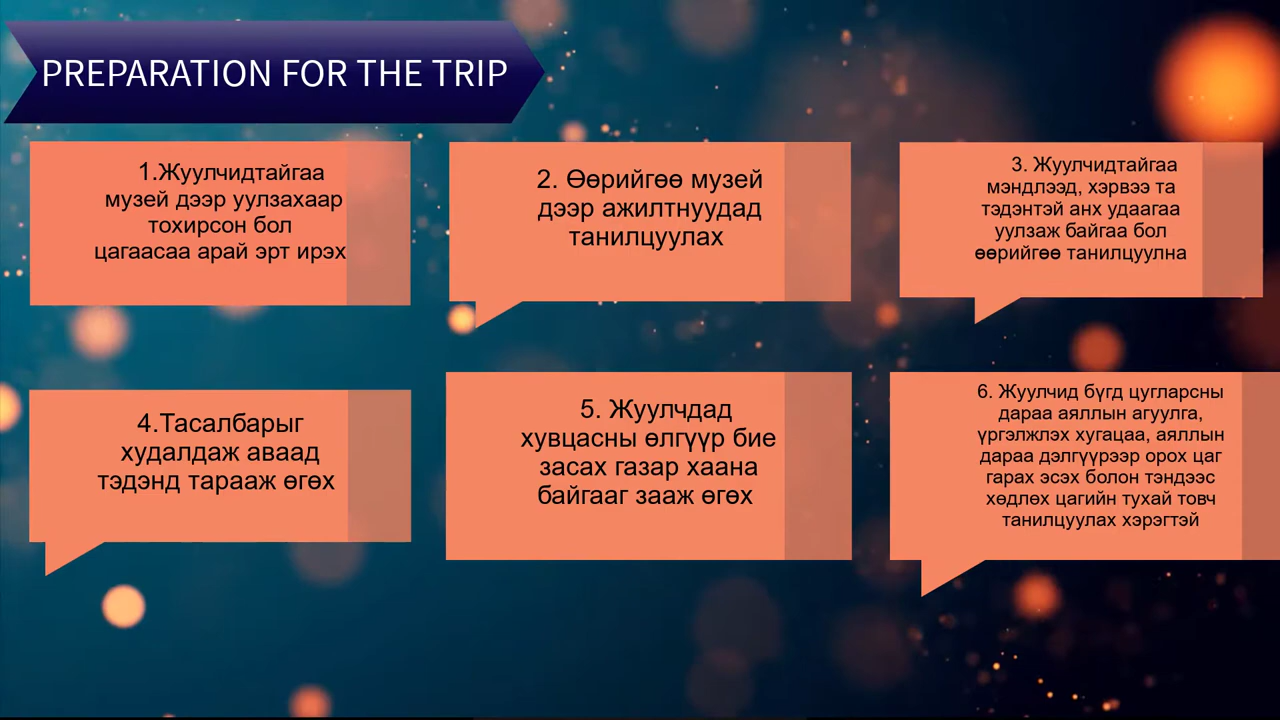 PREPARATION FOR THE TRIP
1.Жуулчидтайгаа
музей дээр уулзахаар
тохирсон бол
цагаасаа арай эрт ирэх
2. Өөрийгөө музей
дээр ажилтнуудад
танилцуулах
3. Жуулчидтайгаа
мэндлээд, хэрвээ та
тэдэнтэй анх удаагаа
уулзаж байгаа бол
өөрийгөө танилцуулна
4.Тасалбарыг
худалдаж аваад
тэдэнд тарааж өгөх
5. Жуулчдад
хувцасны өлгүүр бие
засах газар хаана
байгааг зааж өгөх
6. Жуулчид бүгд цугларсны
дараа аяллын агуулга,
үргэлжлэх хугацаа, аяллын
дараа дэлгүүрээр орох цаг
гарах эсэх болон тэндээс
хөдлөх цагийн тухай товч
танилцуулах хэрэгтэй